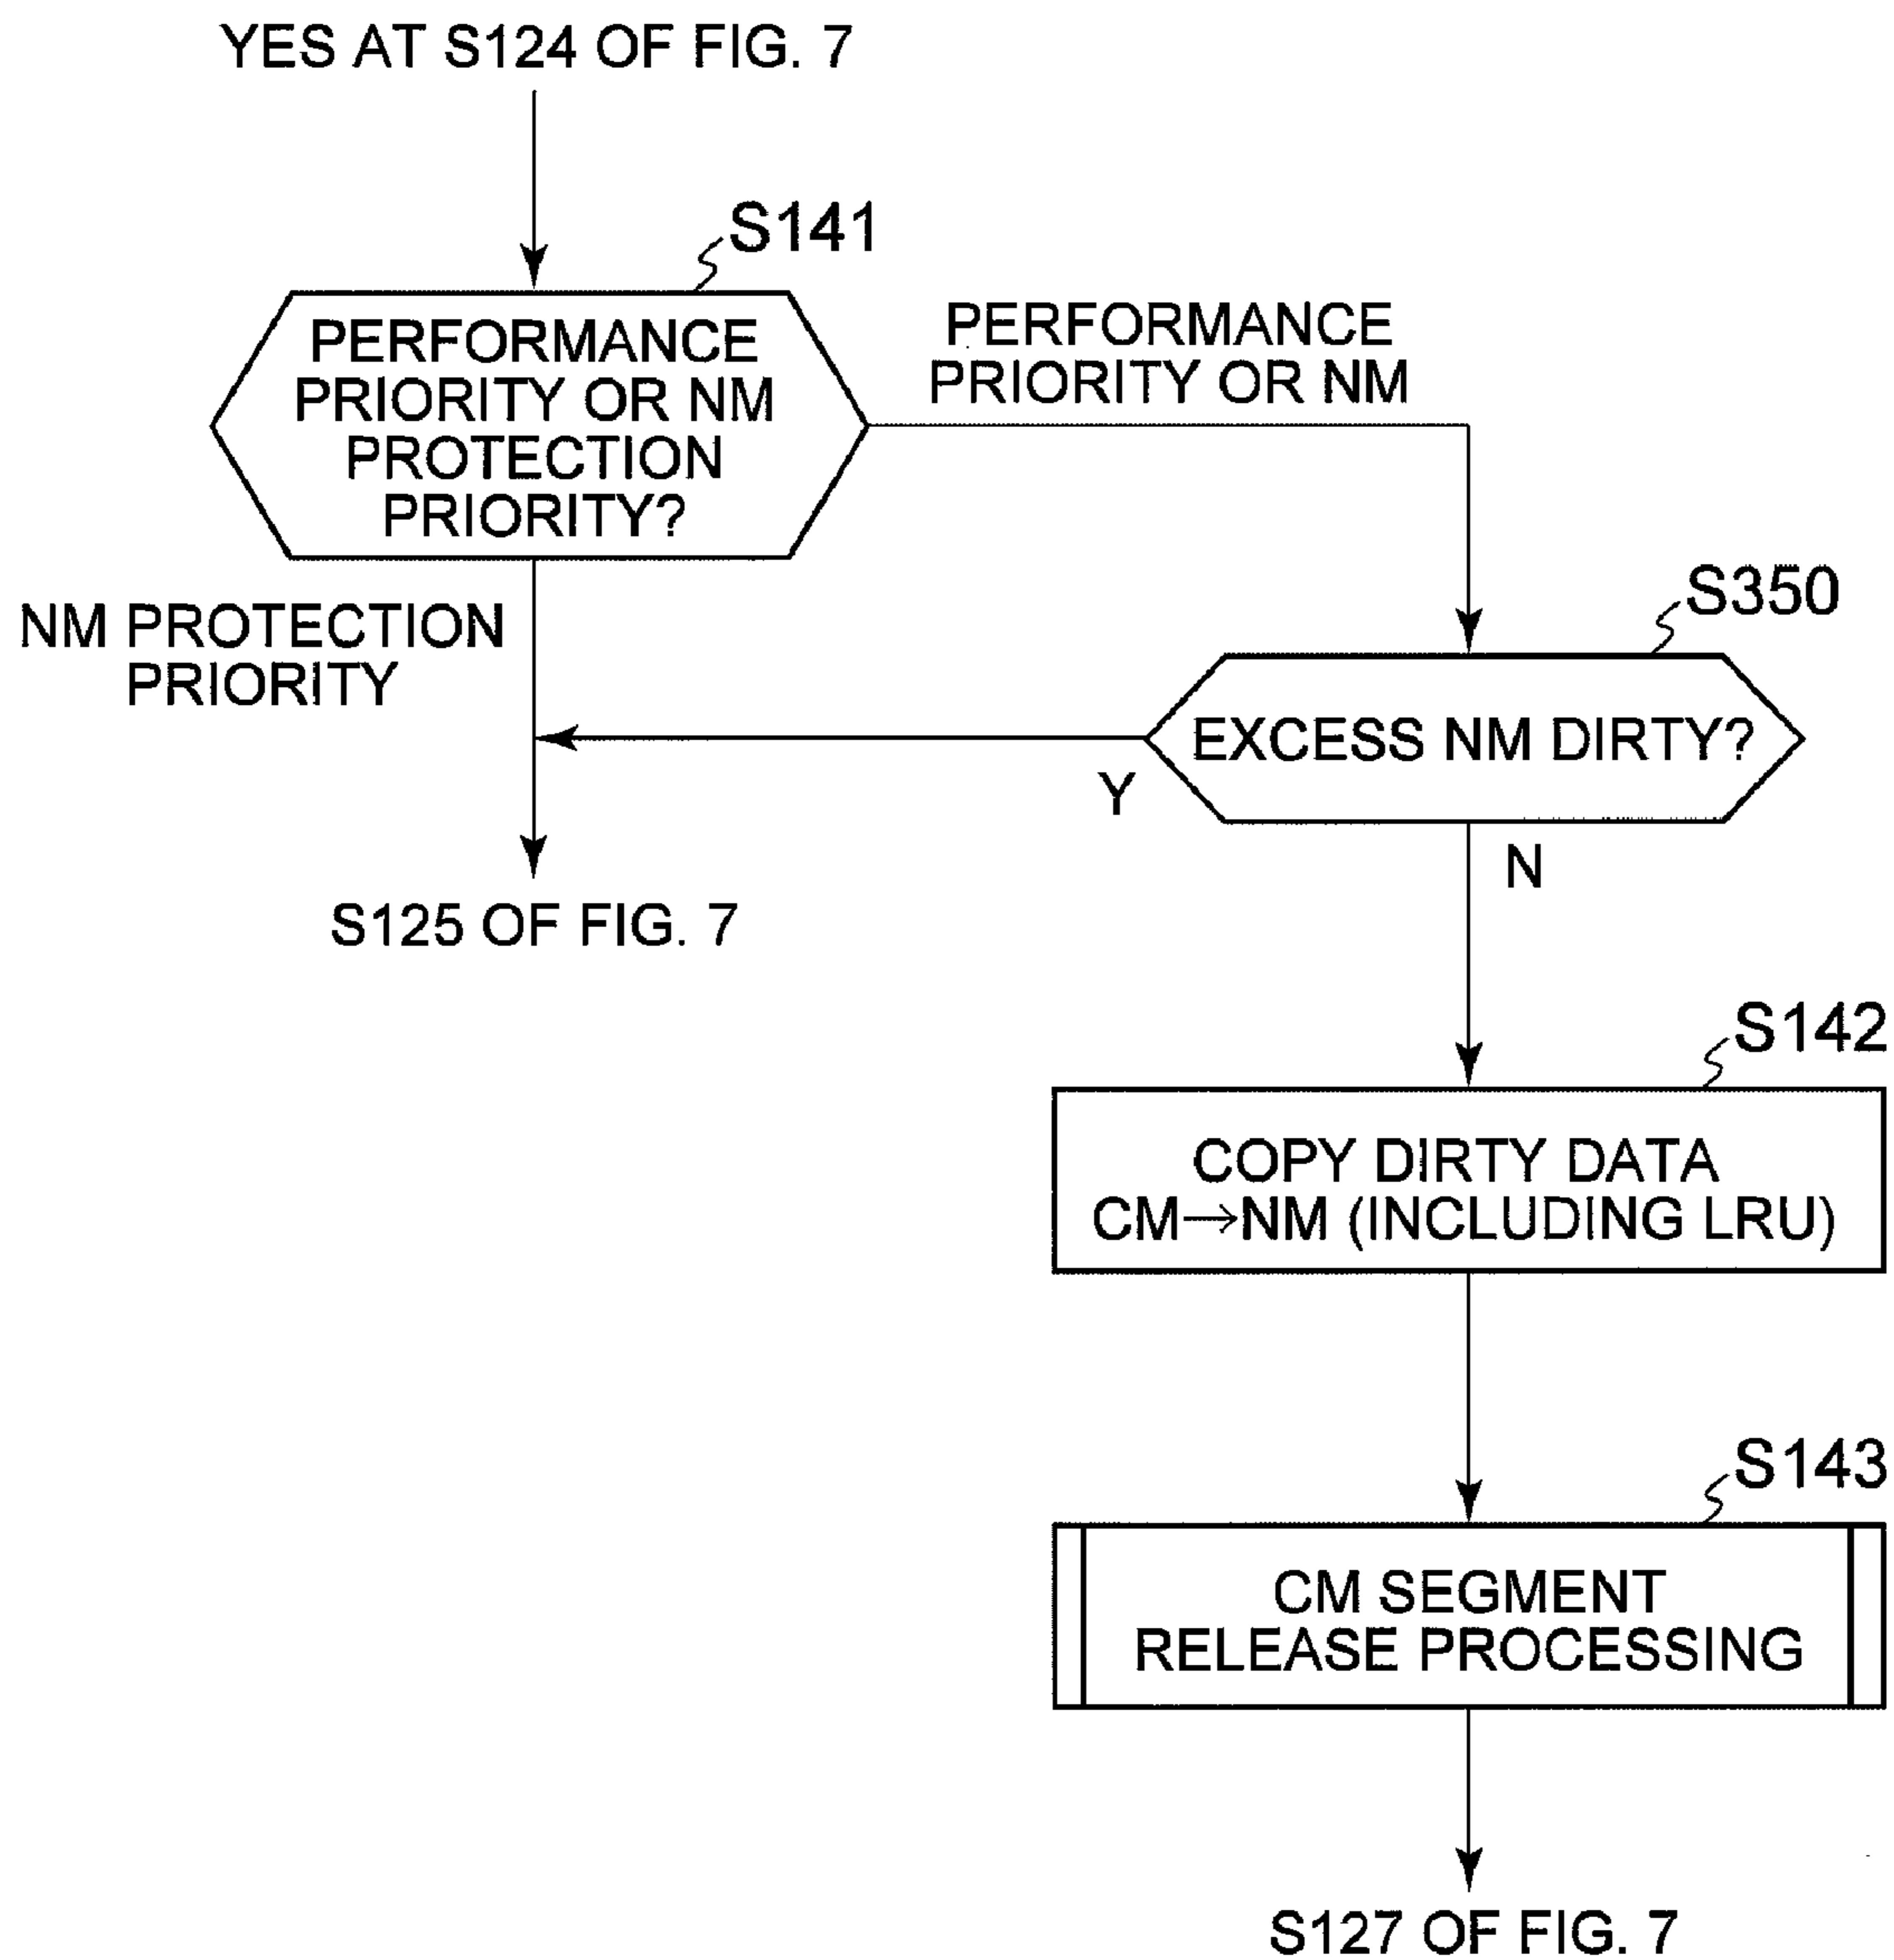 YES AT S124 OF FIG. 7
S141
PERFORMANCE
PRIORITY OR NM
PROTECTION
PRIORITY?
PERFORMANCE
PRIORITY OR NM
NM PROTECTION
PRIORITY
S350
EXCESS NM DIRTY?
Y
N
S125 OF FIG. 7
S142
COPY DIRTY DATA
CM→NM (INCLUDING LRU)
S143
CM SEGMENT
RELEASE PROCESSING
S127 OF FIG. 7